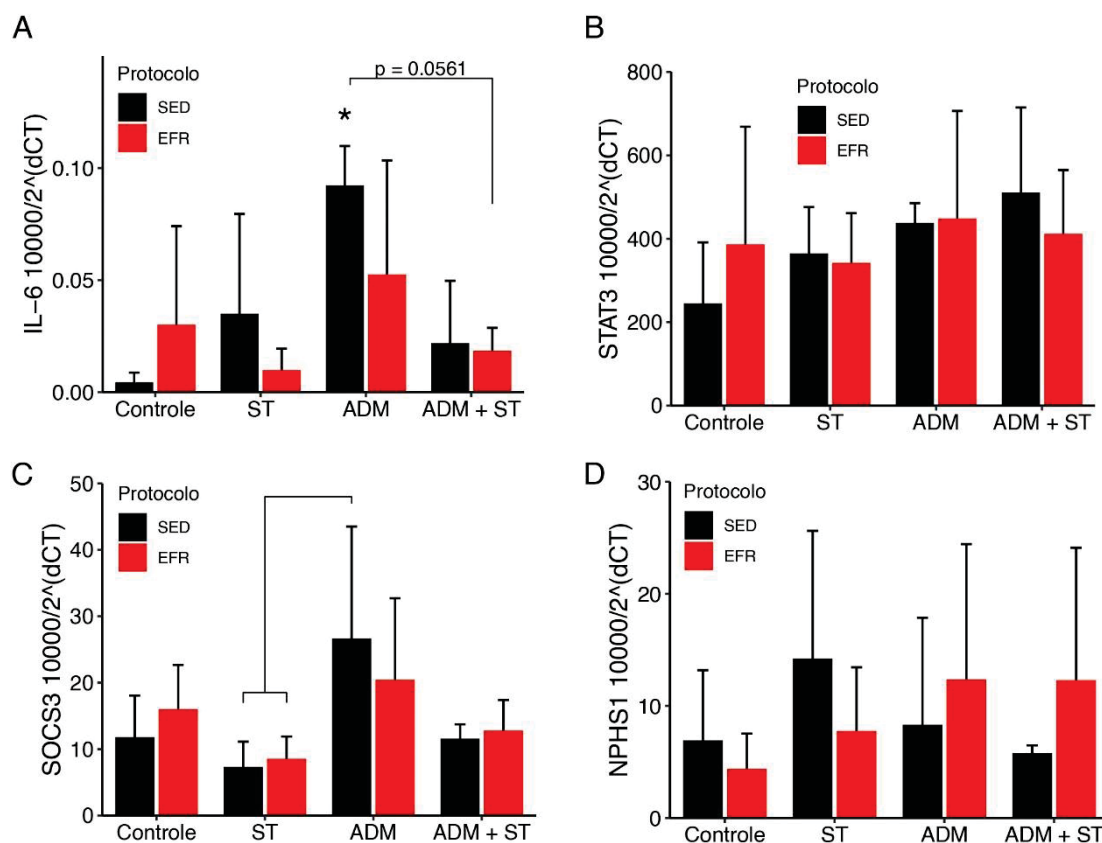 A
IL−6 10000/2^(dCT)
Protocolo
SED
EFR
p = 0.0561
*
0.10
0.05
0.00
Controle ST ADM ADM + ST
B
STAT3 10000/2^(dCT)
800
Protocolo
SED
EFR
600
400
200
0
Controle ST ADM ADM + ST
C
SOCS3 10000/2^(dCT)
50
Protocolo
SED
EFR
40
30
20
10
0
Controle ST ADM ADM + ST
D
NPHS1 10000/2^(dCT)
30
Protocolo
SED
EFR
20
10
0
Controle ST ADM ADM + ST